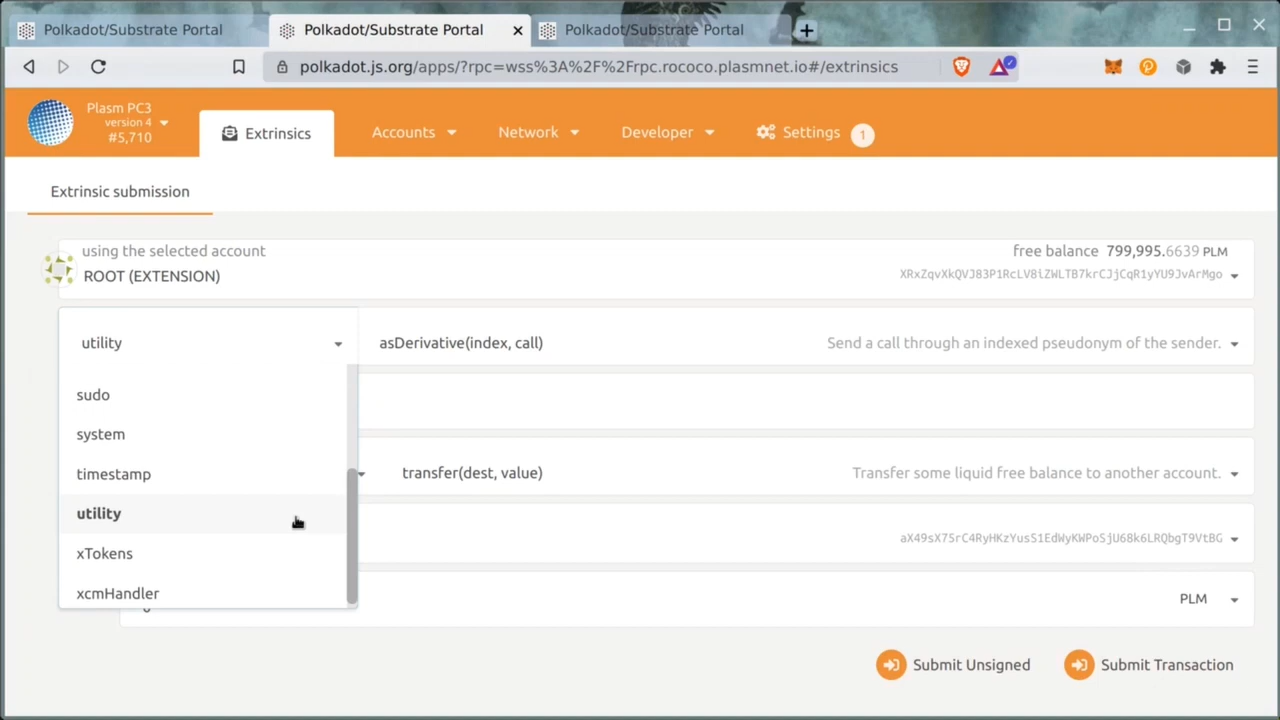 Polkadot/Substrate Portal
Polkadot/Substrate Portal
Polkadot/Substrate Portal
polkadot.js.org/apps/?rpc=wss%3A%2F%2Frpc.rococo.plasmnet.io#/extrinsics
Plasm PC3
version 4
#5,710
Extrinsics
Accounts
Network
Developer
Settings
1
Extrinsic submission
using the selected account
free balance 799,995.6639 PLM
ROOT (EXTENSION)
XRxZqvXkQVJ83P1RcLV8iZWLTB7krCJjCqR1yYU9JvArMgo
utility
asDerivative(index, call)
Send a call through an indexed pseudonym of the sender.
sudo
system
timestamp
transfer(dest, value)
Transfer some liquid free balance to another account.
utility
aX49sX7SrC4RyHKzYusS1EdWyKWPoSjU68k6LRQbgT9VtBG
xTokens
xcmHandler
PLM
Submit Unsigned
Submit Transaction